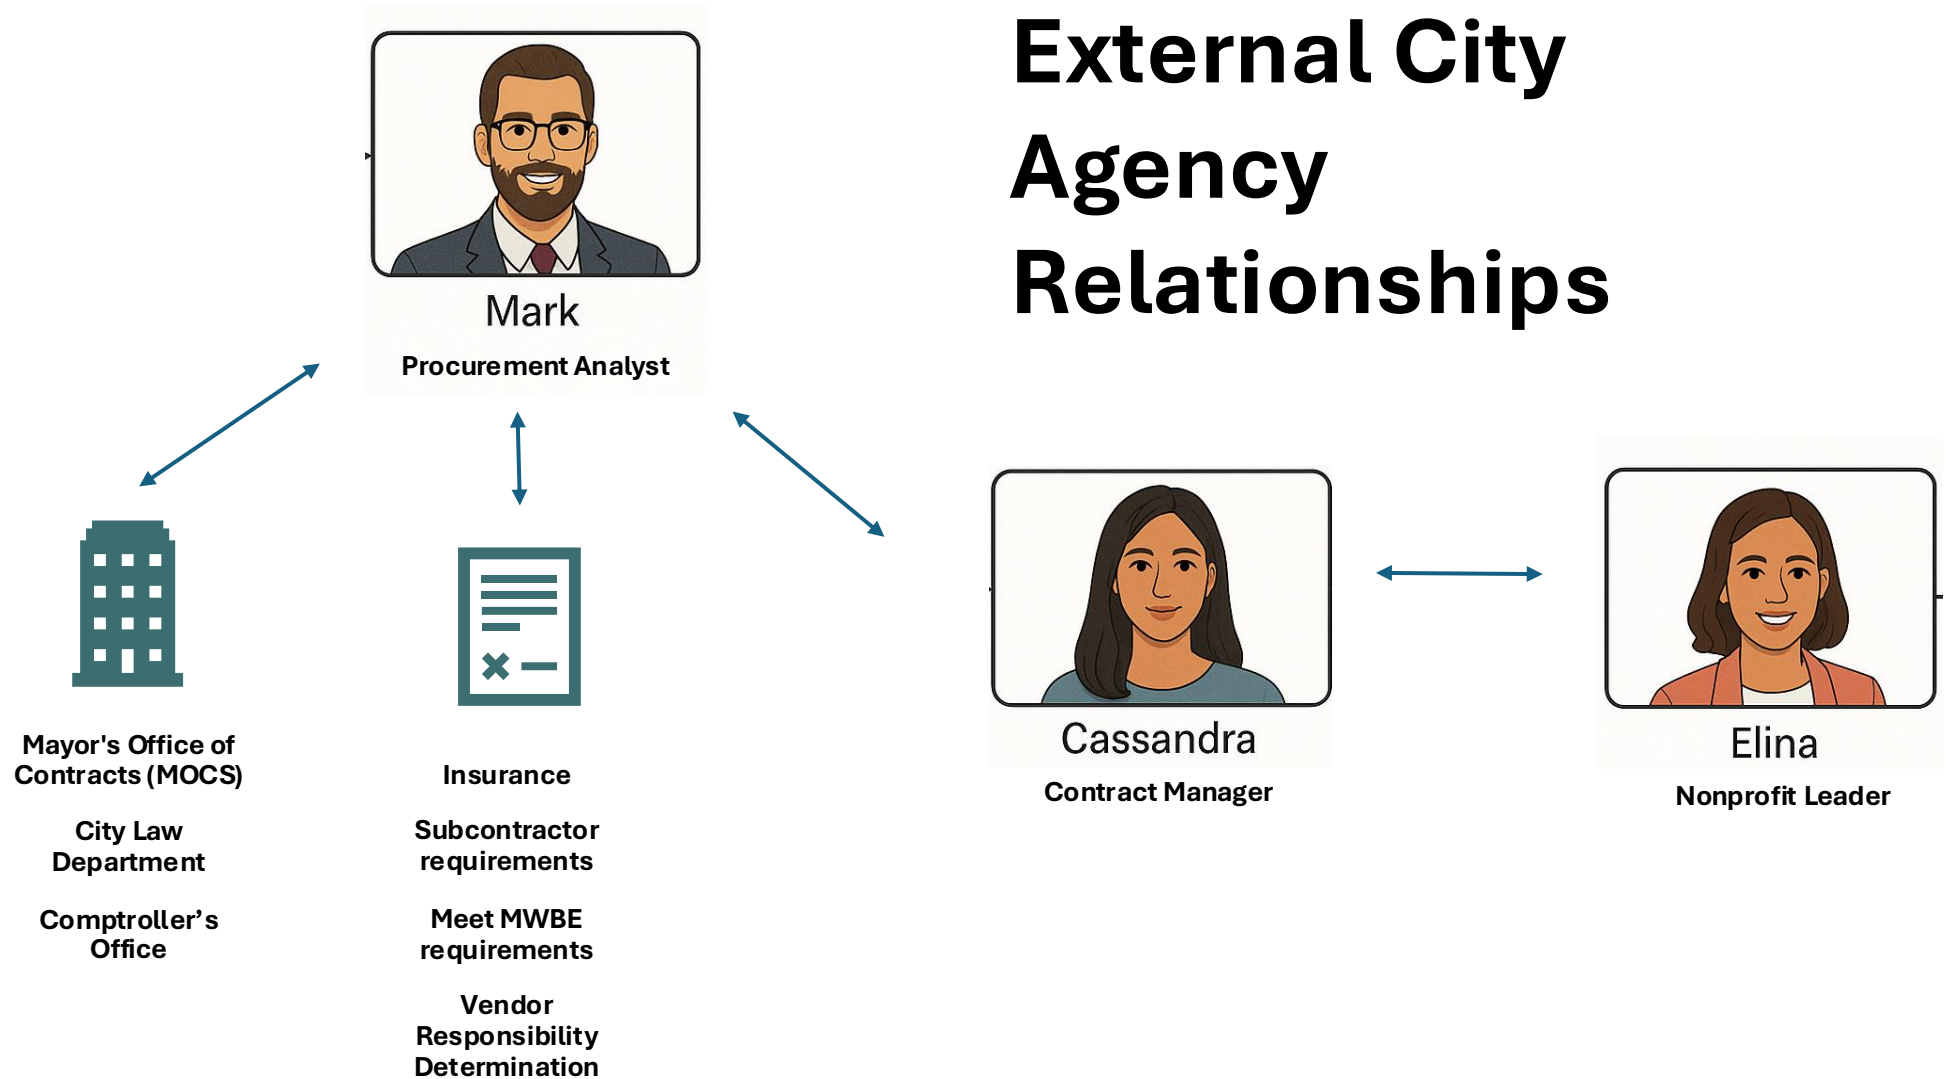 External City
Agency
Relationships
Mark
Procurement Analyst
Mayor's Office of
Contracts (MOCS)
City Law
Department
Comptroller’s
Office
Insurance
Subcontractor
requirements
Meet MWBE
requirements
Vendor
Responsibility
Determination
Cassandra
Contract Manager
Elina
Nonprofit Leader